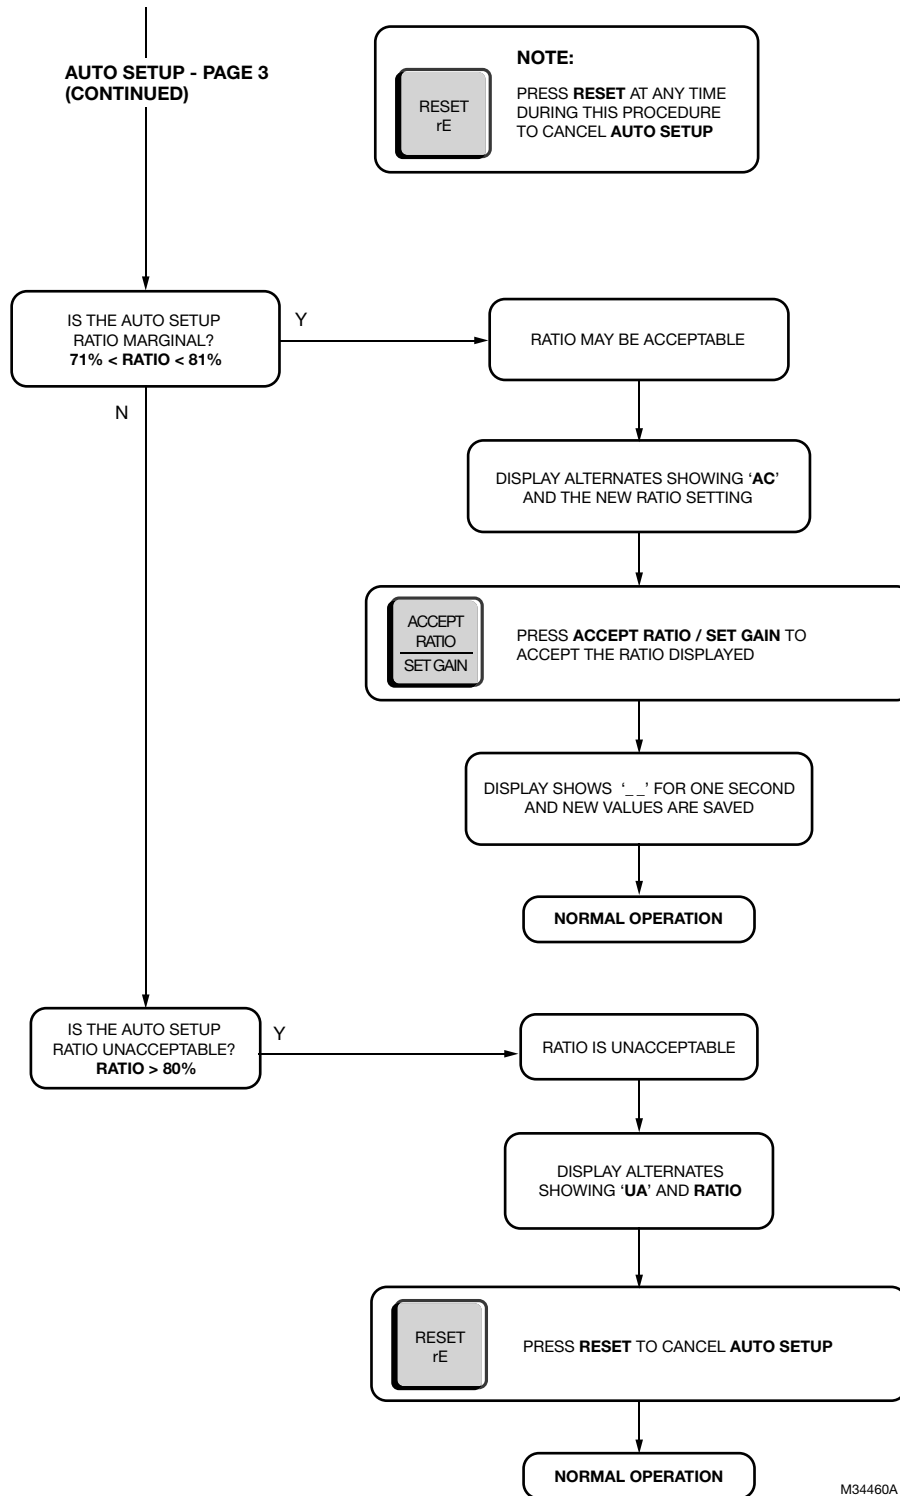 AUTO SETUP - PAGE 3
(CONTINUED)
RESET
rE
NOTE:
PRESS RESET AT ANY TIME
DURING THIS PROCEDURE
TO CANCEL AUTO SETUP
IS THE AUTO SETUP
RATIO MARGINAL?
71% < RATIO < 81%
Y
N
RATIO MAY BE ACCEPTABLE
DISPLAY ALTERNATES SHOWING ‘AC’
AND THE NEW RATIO SETTING
ACCEPT
RATIO
SET GAIN
PRESS ACCEPT RATIO / SET GAIN TO
ACCEPT THE RATIO DISPLAYED
DISPLAY SHOWS ‘_ _’ FOR ONE SECOND
AND NEW VALUES ARE SAVED
NORMAL OPERATION
IS THE AUTO SETUP
RATIO UNACCEPTABLE?
RATIO > 80%
Y
RATIO IS UNACCEPTABLE
DISPLAY ALTERNATES
SHOWING ‘UA’ AND RATIO
RESET
rE
PRESS RESET TO CANCEL AUTO SETUP
NORMAL OPERATION
M34460A